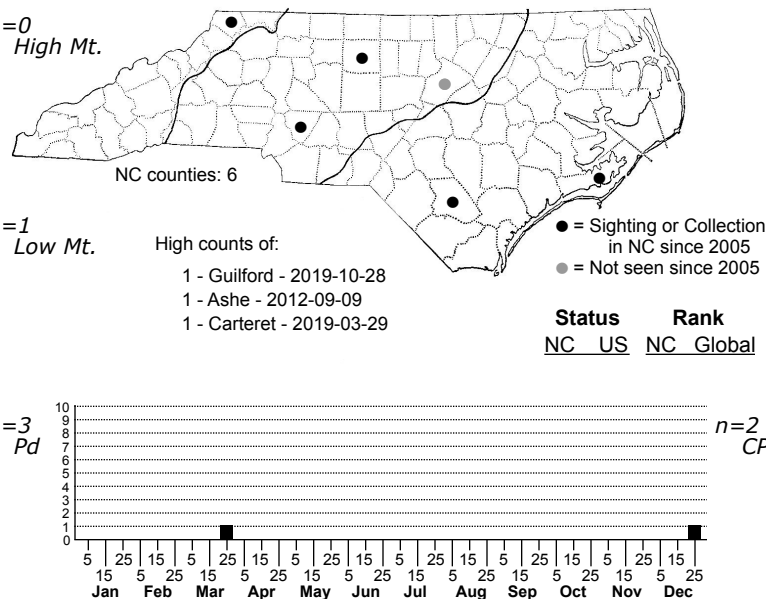 =0
High Mt.
NC counties: 6
=1
Low Mt.
High counts of:
1 - Guilford - 2019-10-28
1 - Ashe - 2012-09-09
1 - Carteret - 2019-03-29
= Sighting or Collection
in NC since 2005
= Not seen since 2005
Status Rank
NC US NC Global
=3
Pd
n=2
CP
10
9
8
7
6
5
4
3
2
1
0
5 25 15 5 25 15 5 25 15 5 25 15 5 25 15 5 25 15
15 5 25 15 5 25 15 5 25 15 5 25 15 5 25 15 5 25
Jan Feb Mar Apr May Jun Jul Aug Sep Oct Nov Dec